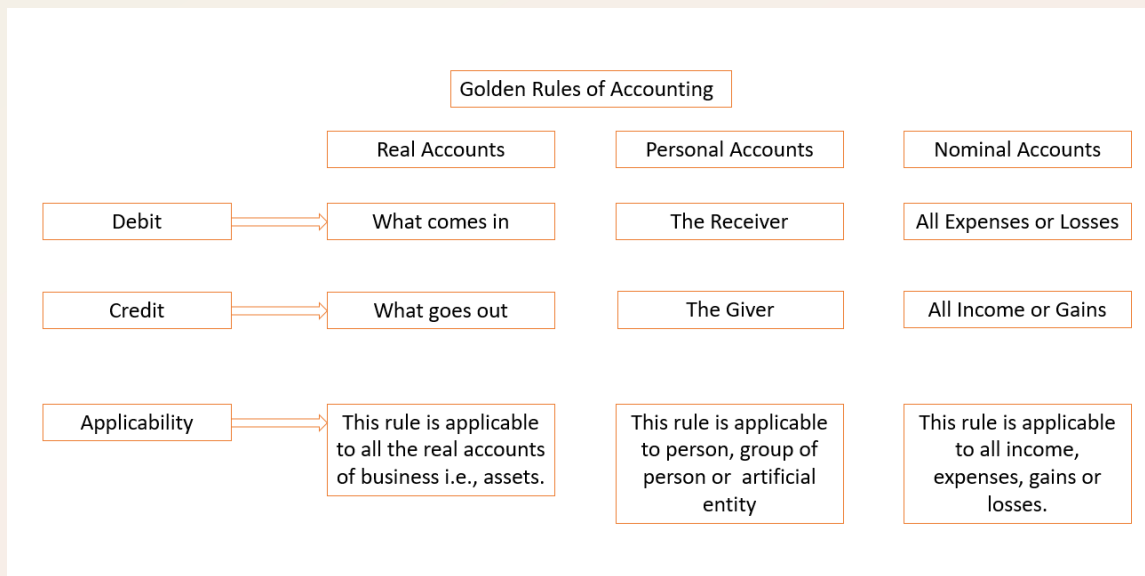 Golden Rules of Accounting
Real Accounts
Personal Accounts
Nominal Accounts
Debit
What comes in
The Receiver
All Expenses or Losses
Credit
What goes out
The Giver
All Income or Gains
Applicability
This rule is applicable
to all the real accounts
of business i.e., assets.
This rule is applicable
to person, group of
person or artificial
entity
This rule is applicable
to all income,
expenses, gains or
losses.